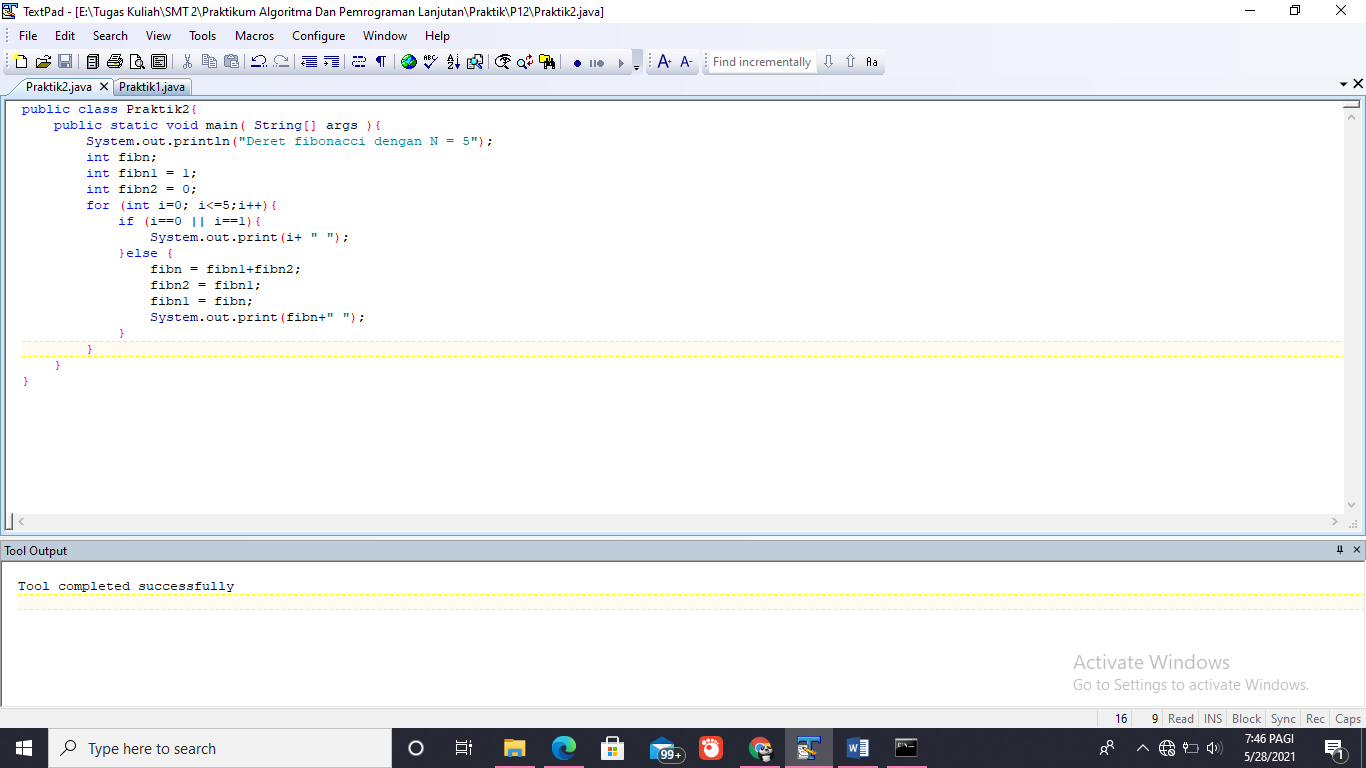 TextPad - [E:\Tugas Kuliah\SMT 2\Praktikum Algoritma Dan Pemrograman Lanjutan\Praktik\P12\Praktik2.java]
File Edit Search View Tools Macros Configure Window Help
Find incrementally
Praktik2.java Praktik1.java
public class Praktik2{
public static void main( String[] args ){
System.out.println("Deret fibonacci dengan N = 5");
int fibn;
int fibn1 = 1;
int fibn2 = 0;
for (int i=0; i<=5;i++){
if (i==0 || i==1){
System.out.print(i+ " ");
}else {
fibn = fibn1+fibn2;
fibn2 = fibn1;
fibn1 = fibn;
System.out.print(fibn+" ");
}
}
}
}
Tool Output
Tool completed successfully
Activate Windows
Go to Settings to activate Windows.
16 9 Read INS Block Sync Rec Caps
Type here to search
99+
7:46 PAGI
5/28/2021
1